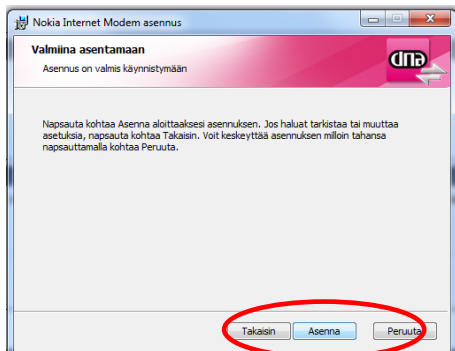 Nokia Internet Modem asennus
Valmiina asentamaan
Asennus on valmis käynnistymään
dna
Napsauta kohtaa Asenna aloittaaksesi asennuksen. Jos haluat tarkistaa tai muuttaa
asetuksia, napsauta kohtaa Takaisin. Voit keskeyttää asennuksen milloin tahansa
napsauttamalla kohtaa Peruuta.
Takaisin Asenna Peruuta